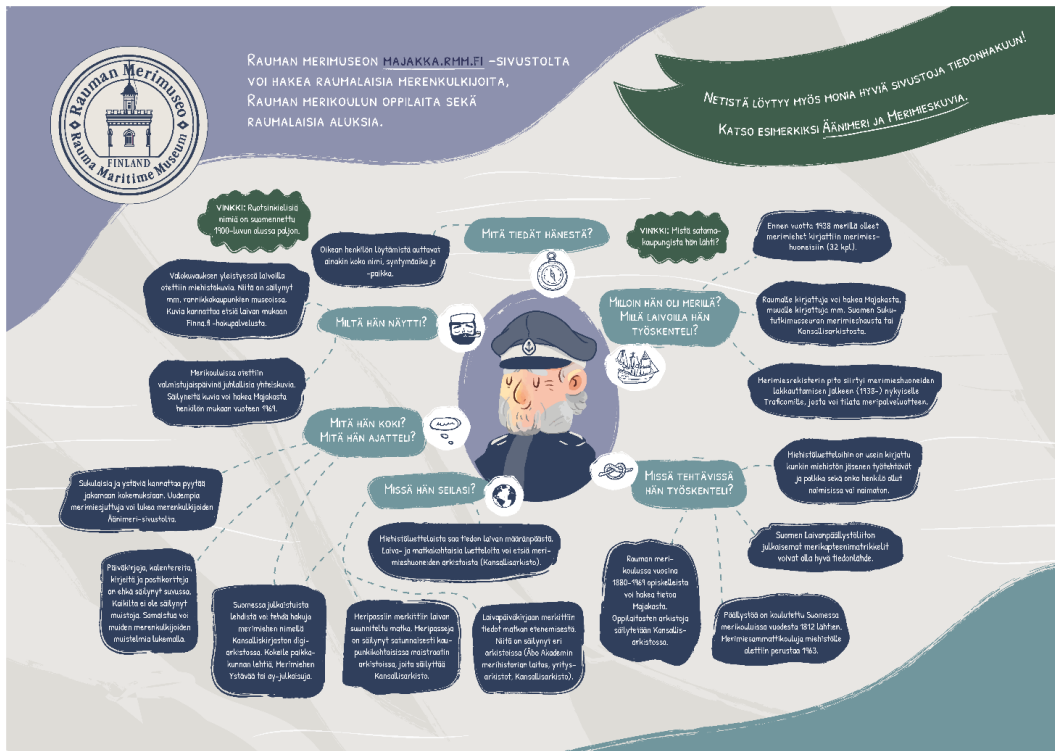 Rauman Merimuseo
FINLAND
Rauma Maritime Museum
RAUMAN MERIMUSEON MAJAKKA.RMM.FI -SIVUSTOLTA
VOI HAKEA RAUMALAISIA MERENKULKIJOITA,
RAUMAN MERIKOULUN OPPILAITA SEKÄ
RAUMALAISIA ALUKSIA.
NETISTÄ LÖYTYY MYÖS MONIA HYVIÄ SIVUSTOJA TIEDONHAKUUN!
KATSO ESIMERKIKSI ÄÄNIMERI JA MERIMIESKUVIA.
VINKKI: Ruotsinkielisiä
nimiä on suomennettu
1900-luvun alussa paljon.
MITÄ TIEDÄT HÄNESTÄ?
Oikean henkilön löytämistä auttavat
ainakin koko nimi, syntymäaika ja
-paikka.
VINKKI: Mistä satama-
kaupungista hän lähti?
MILLOIN HÄN OLI MERILLÄ?
MILLÄ LAIVOILLA HÄN
TYÖSKENTELI?
Ennen vuotta 1938 merillä olleet
merimiehet kirjattiin merimies-
huoneisiin (32 kpl).
Raumalle kirjattuja voi hakea Majakasta,
muualle kirjattuja mm. Suomen Suku-
tutkimusseuran merimieshausta tai
Kansallisarkistosta.
Merimiesrekisterin pito siirtyi merimieshuoneiden
lakkauttamisen jälkeen (1938-) nykyiselle
Traficomille, josta voi tilata meripalveluotteen.
MILTÄ HÄN NÄYTTI?
Valokuvauksen yleistyessä laivoilla
otettiin miehistökuvia. Niitä on säilynyt
mm. rannikkokaupunkien museoissa.
Kuvia kannattaa etsiä laivan mukaan
Finna.fi -hakupalvelusta.
Merikouluissa otettiin
valmistujaispäivinä juhlallisia yhteiskuvia.
Säilyneitä kuvia voi hakea Majakasta
henkilön mukaan vuoteen 1969.
MITÄ HÄN KOKI?
MITÄ HÄN AJATTELI?
Sukulaisia ja ystäviä kannattaa pyytää
jakamaan kokemuksiaan. Uudempia
merimiesjuttuja voi lukea merenkulkijoiden
Äänimeri-sivustolta.
Päiväkirjoja, kalentereita,
kirjeitä ja postikortteja
on ehkä säilynyt suvussa.
Kaikilta ei ole säilynyt
muistoja. Samaistua voi
muiden merenkulkijoiden
muistelmia lukemalla.
Suomessa julkaistuista
lehdistä voi tehdä hakuja
merimiehen nimellä
Kansalliskirjaston digi-
arkistossa. Kokeile paikka-
kunnan lehtiä, Merimiehen
Ystävää tai ay-julkaisuja.
MISSÄ HÄN SEILASI?
Miehistöluetteloista saa tiedon laivan määränpäästä.
Laiva- ja matkakohtaisia luetteloita voi etsiä meri-
mieshuoneiden arkistoista (Kansallisarkisto).
Meripassiin merkittiin laivan
suunniteltu matka. Meripasseja
on säilynyt satunnaisesti kau-
punkikohtaisissa maistraatin
arkistoissa, joita säilyttää
Kansallisarkisto.
Laivapäiväkirjaan merkittiin
tiedot matkan etenemisestä.
Niitä on säilynyt eri
arkistoissa (Åbo Akademin
merihistorian laitos, yritys-
arkistot, Kansallisarkisto).
MISSÄ TEHTÄVISSÄ
HÄN TYÖSKENTELI?
Miehistöluetteloihin on usein kirjattu
kunkin miehistön jäsenen työtehtävät
ja palkka sekä onko henkilö ollut
naimisissa vai naimaton.
Suomen Laivanpäällystöliiton
julkaisemat merikapteenimatrikkelit
voivat olla hyvä tiedonlähde.
Rauman meri-
koulussa vuosina
1880-1969 opiskelleista
voi hakea tietoa
Majakasta.
Oppilaitosten arkistoja
säilytetään Kansallis-
arkistossa.
Päällystöä on koulutettu Suomessa
merikouluissa vuodesta 1812 lähtien.
Merimiesammattikouluja miehistölle
alettiin perustaa 1963.